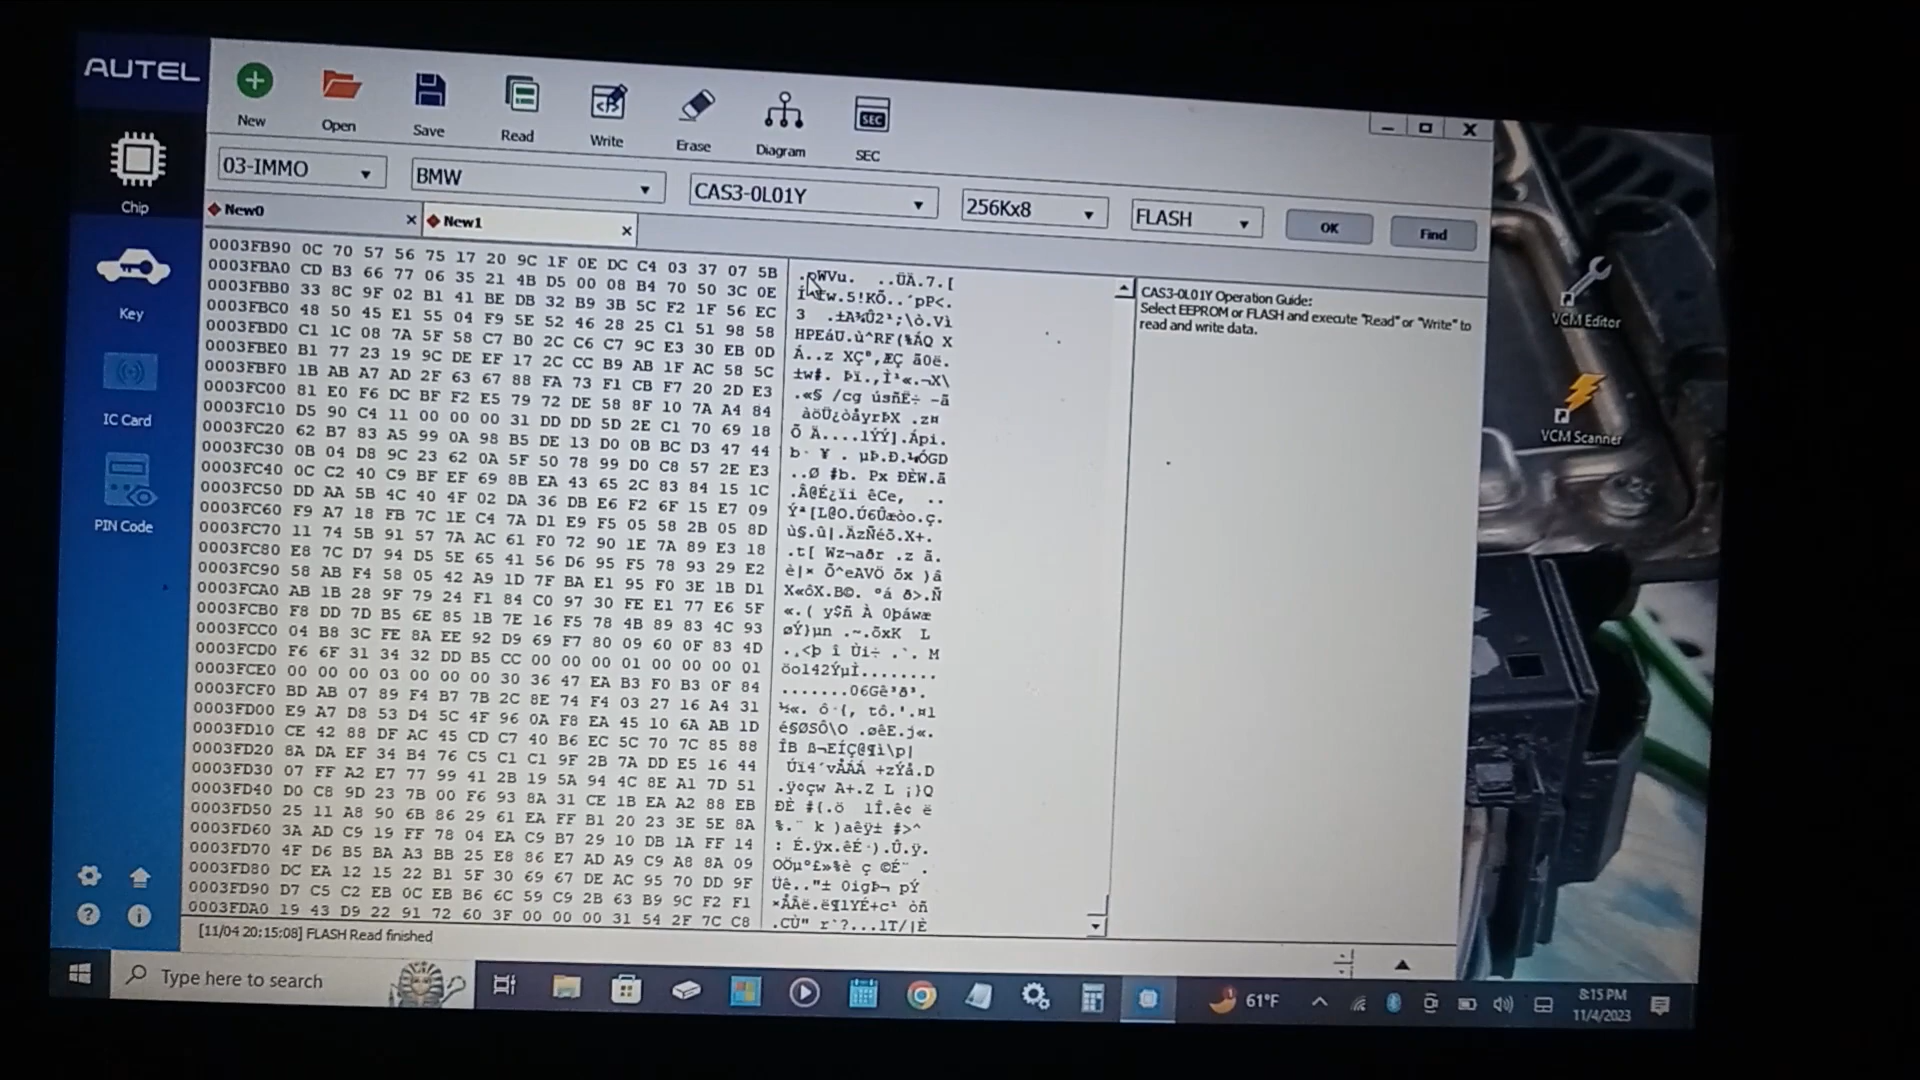 AUTEL
New
Open
Save
Read
Write
Erase
Diagram
SEC
SEC
Chip
Key
IC Card
PIN Code
03-IMMO
BMW
CAS3-0L01Y
256Kx8
FLASH
OK
Find
New0
New1
0003FB90 0C 70 57 56 75 17 20 9C 1F 0E DC C4 03 37 07 5B
0003FBA0 CD B3 66 77 06 35 21 4B D5 00 08 B4 70 50 3C 0E
0003FBB0 33 8C 9F 02 B1 41 BE DB 32 B9 3B 5C F2 1F 56 EC
0003FBC0 48 50 45 E1 55 04 F9 5E 52 46 28 25 C1 51 98 58
0003FBD0 C1 1C 08 7A 5F 58 C7 B0 2C C6 C7 9C E3 30 EB 0D
0003FBE0 B1 77 23 19 9C DE EF 17 2C CC B9 AB 1F AC 58 5C
0003FBF0 1B AB A7 AD 2F 63 67 88 FA 73 F1 CB F7 20 2D E3
0003FC00 81 E0 F6 DC BF F2 E5 79 72 DE 58 8F 10 7A A4 84
0003FC10 D5 90 C4 11 00 00 00 31 DD DD 5D 2E C1 70 69 18
0003FC20 62 B7 83 A5 99 0A 98 B5 DE 13 D0 0B BC D3 47 44
0003FC30 0B 04 D8 9C 23 62 0A 5F 50 78 99 D0 C8 57 2E E3
0003FC40 0C C2 40 C9 BF EF 69 8B EA 43 65 2C 83 84 15 1C
0003FC50 DD AA 5B 4C 40 4F 02 DA 36 DB E6 F2 6F 15 E7 09
0003FC60 F9 A7 18 FB 7C 1E C4 7A D1 E9 F5 05 58 2B 05 8D
0003FC70 11 74 5B 91 57 7A AC 61 F0 72 90 1E 7A 89 E3 18
0003FC80 E8 7C D7 94 D5 5E 65 41 56 D6 95 F5 78 93 29 E2
0003FC90 58 AB F4 58 05 42 A9 1D 7F BA E1 95 F0 3E 1B D1
0003FCA0 AB 1B 28 9F 79 24 F1 84 C0 97 30 FE E1 77 E6 5F
0003FCB0 F8 DD 7D B5 6E 85 1B 7E 16 F5 78 4B 89 83 4C 93
0003FCC0 04 B8 3C FE 8A EE 92 D9 69 F7 80 09 60 0F 83 4D
0003FCD0 F6 6F 31 34 32 DD B5 CC 00 00 00 01 00 00 00 01
0003FCE0 00 00 00 03 00 00 00 30 36 47 EA B3 F0 B3 0F 84
0003FCF0 BD AB 07 89 F4 B7 7B 2C 8E 74 F4 03 27 16 A4 31
0003FD00 E9 A7 D8 53 D4 5C 4F 96 0A F8 EA 45 10 6A AB 1D
0003FD10 CE 42 88 DF AC 45 CD C7 40 B6 EC 5C 70 7C 85 88
0003FD20 8A DA EF 34 B4 76 C5 C1 C1 9F 2B 7A DD E5 16 44
0003FD30 07 FF A2 E7 77 99 41 2B 19 5A 94 4C 8E A1 7D 51
0003FD40 D0 C8 9D 23 7B 00 F6 93 8A 31 CE 1B EA A2 88 EB
0003FD50 25 11 A8 90 6B 86 29 61 EA FF B1 20 23 3E 5E 8A
0003FD60 3A AD C9 19 FF 78 04 EA C9 B7 29 10 DB 1A FF 14
0003FD70 4F D6 B5 BA A3 BB 25 E8 86 E7 AD A9 C9 A8 8A 09
0003FD80 DC EA 12 15 22 B1 5F 30 69 67 DE AC 95 70 DD 9F
0003FD90 D7 C5 C2 EB 0C EB B6 6C 59 C9 2B 63 B9 9C F2 F1
0003FDA0 19 43 D9 22 91 72 60 3F 00 00 00 31 54 2F 7C C8
CAS3-0L01Y Operation Guide:
Select EEPROM or FLASH and execute "Read" or "Write" to
read and write data.
[11/04 20:15:08] FLASH Read finished
VCM Editor
VCM Scanner
Type here to search
61°F
8:15 PM
11/4/2023